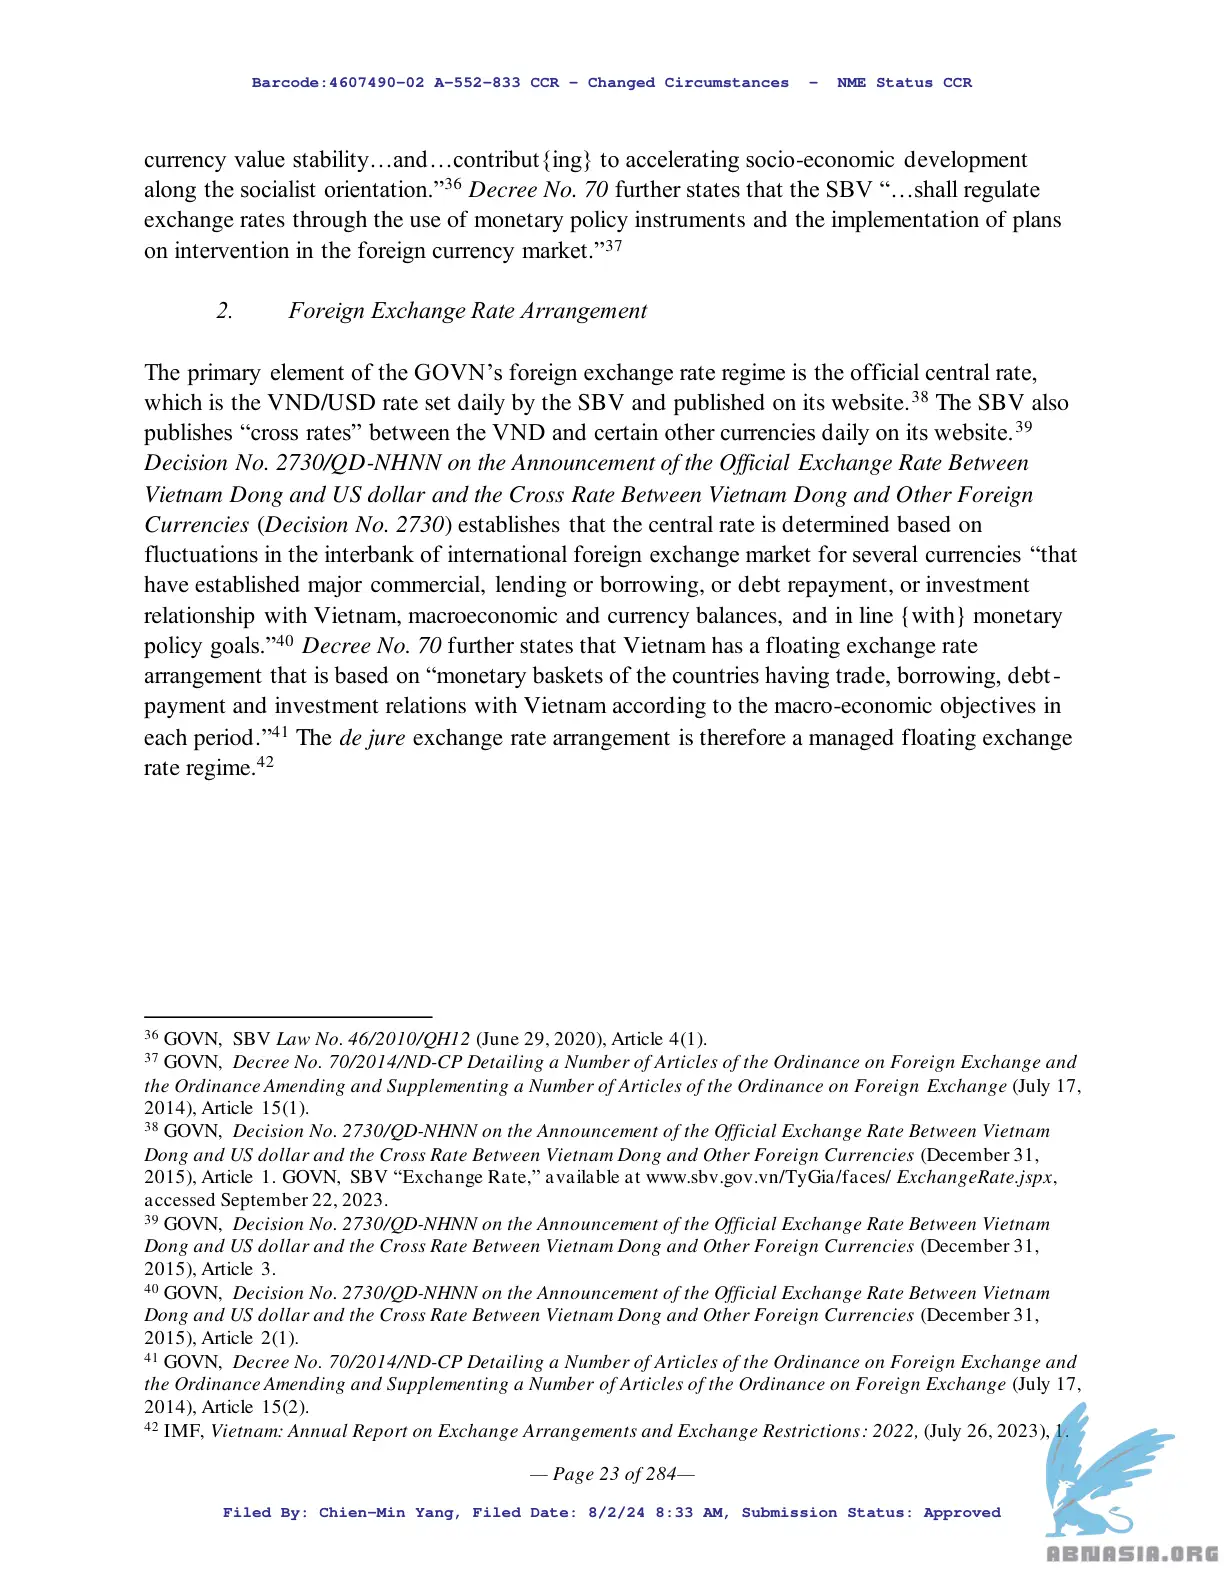 Barcode:4607490-02 A-552-833 CCR - Changed Circumstances - NME Status CCR
currency value stability…and…contribut{ing} to accelerating socio-economic development
along the socialist orientation.”36 Decree No. 70 further states that the SBV “…shall regulate
exchange rates through the use of monetary policy instruments and the implementation of plans
on intervention in the foreign currency market.”37
2. Foreign Exchange Rate Arrangement
The primary element of the GOVN’s foreign exchange rate regime is the official central rate,
which is the VND/USD rate set daily by the SBV and published on its website.38 The SBV also
publishes “cross rates” between the VND and certain other currencies daily on its website.39
Decision No. 2730/QD-NHNN on the Announcement of the Official Exchange Rate Between
Vietnam Dong and US dollar and the Cross Rate Between Vietnam Dong and Other Foreign
Currencies (Decision No. 2730) establishes that the central rate is determined based on
fluctuations in the interbank of international foreign exchange market for several currencies “that
have established major commercial, lending or borrowing, or debt repayment, or investment
relationship with Vietnam, macroeconomic and currency balances, and in line {with} monetary
policy goals.”40 Decree No. 70 further states that Vietnam has a floating exchange rate
arrangement that is based on “monetary baskets of the countries having trade, borrowing, debt-
payment and investment relations with Vietnam according to the macro-economic objectives in
each period.”41 The de jure exchange rate arrangement is therefore a managed floating exchange
rate regime.42
36 GOVN, SBV Law No. 46/2010/QH12 (June 29, 2020), Article 4(1).
37 GOVN, Decree No. 70/2014/ND-CP Detailing a Number of Articles of the Ordinance on Foreign Exchange and
the Ordinance Amending and Supplementing a Number of Articles of the Ordinance on Foreign Exchange (July 17,
2014), Article 15(1).
38 GOVN, Decision No. 2730/QD-NHNN on the Announcement of the Official Exchange Rate Between Vietnam
Dong and US dollar and the Cross Rate Between Vietnam Dong and Other Foreign Currencies (December 31,
2015), Article 1. GOVN, SBV “Exchange Rate,” available at www.sbv.gov.vn/TyGia/faces/ ExchangeRate.jspx,
accessed September 22, 2023.
39 GOVN, Decision No. 2730/QD-NHNN on the Announcement of the Official Exchange Rate Between Vietnam
Dong and US dollar and the Cross Rate Between Vietnam Dong and Other Foreign Currencies (December 31,
2015), Article 3.
40 GOVN, Decision No. 2730/QD-NHNN on the Announcement of the Official Exchange Rate Between Vietnam
Dong and US dollar and the Cross Rate Between Vietnam Dong and Other Foreign Currencies (December 31,
2015), Article 2(1).
41 GOVN, Decree No. 70/2014/ND-CP Detailing a Number of Articles of the Ordinance on Foreign Exchange and
the Ordinance Amending and Supplementing a Number of Articles of the Ordinance on Foreign Exchange (July 17,
2014), Article 15(2).
42 IMF, Vietnam: Annual Report on Exchange Arrangements and Exchange Restrictions: 2022, (July 26, 2023), 1.
— Page 23 of 284—
Filed By: Chien-Min Yang, Filed Date: 8/2/24 8:33 AM, Submission Status: Approved
ABNASIA.ORG